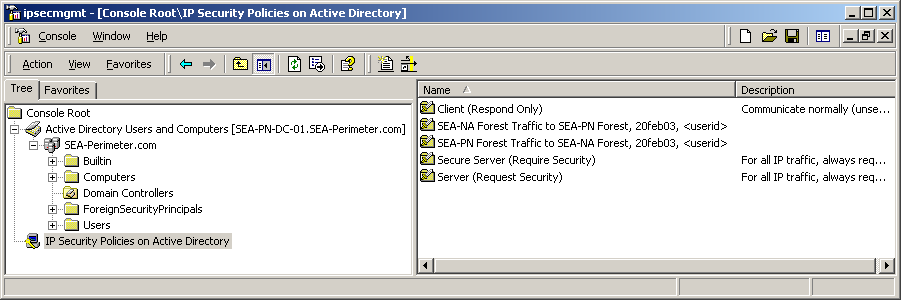 ipsecmgmt - [Console Root\IP Security Policies on Active Directory]
Console Window Help
Action View Favorites
Tree Favorites
Console Root
Active Directory Users and Computers [SEA-PN-DC-01.SEA-Perimeter.com]
SEA-Perimeter.com
Builtin
Computers
Domain Controllers
ForeignSecurityPrincipals
Users
IP Security Policies on Active Directory
Name Description
Client (Respond Only) Communicate normally (unse...
SEA-NA Forest Traffic to SEA-PN Forest, 20feb03, <userid>
SEA-PN Forest Traffic to SEA-NA Forest, 20feb03, <userid>
Secure Server (Require Security) For all IP traffic, always req...
Server (Request Security) For all IP traffic, always req...